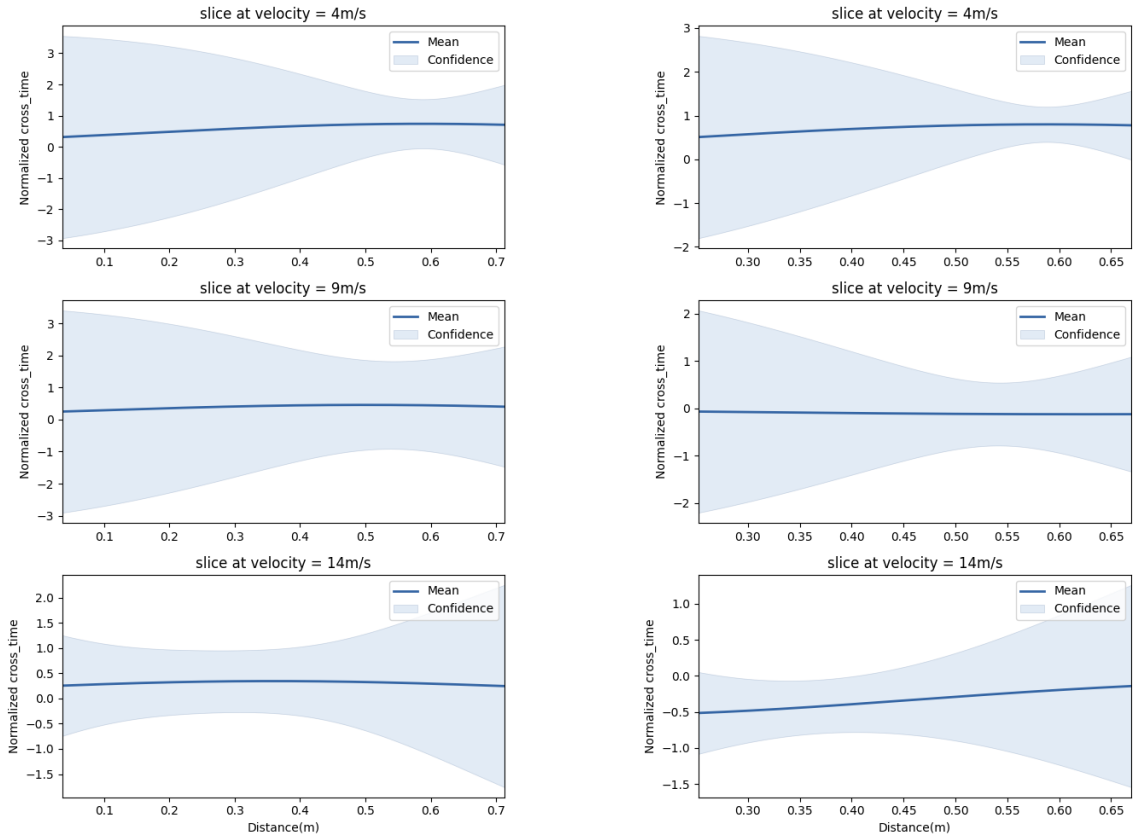 slice at velocity = 4m/s
Normalized cross_time
3
2
1
0
−1
−2
−3
Mean
Confidence
0.1 0.2 0.3 0.4 0.5 0.6 0.7
slice at velocity = 4m/s
Normalized cross_time
3
2
1
0
−1
−2
Mean
Confidence
0.30 0.35 0.40 0.45 0.50 0.55 0.60 0.65
slice at velocity = 9m/s
Normalized cross_time
3
2
1
0
−1
−2
−3
Mean
Confidence
0.1 0.2 0.3 0.4 0.5 0.6 0.7
slice at velocity = 9m/s
Normalized cross_time
2
1
0
−1
−2
Mean
Confidence
0.30 0.35 0.40 0.45 0.50 0.55 0.60 0.65
slice at velocity = 14m/s
Normalized cross_time
2.0
1.5
1.0
0.5
0.0
−0.5
−1.0
−1.5
Mean
Confidence
0.1 0.2 0.3 0.4 0.5 0.6 0.7
Distance(m)
slice at velocity = 14m/s
Normalized cross_time
1.0
0.5
0.0
−0.5
−1.0
−1.5
Mean
Confidence
0.30 0.35 0.40 0.45 0.50 0.55 0.60 0.65
Distance(m)